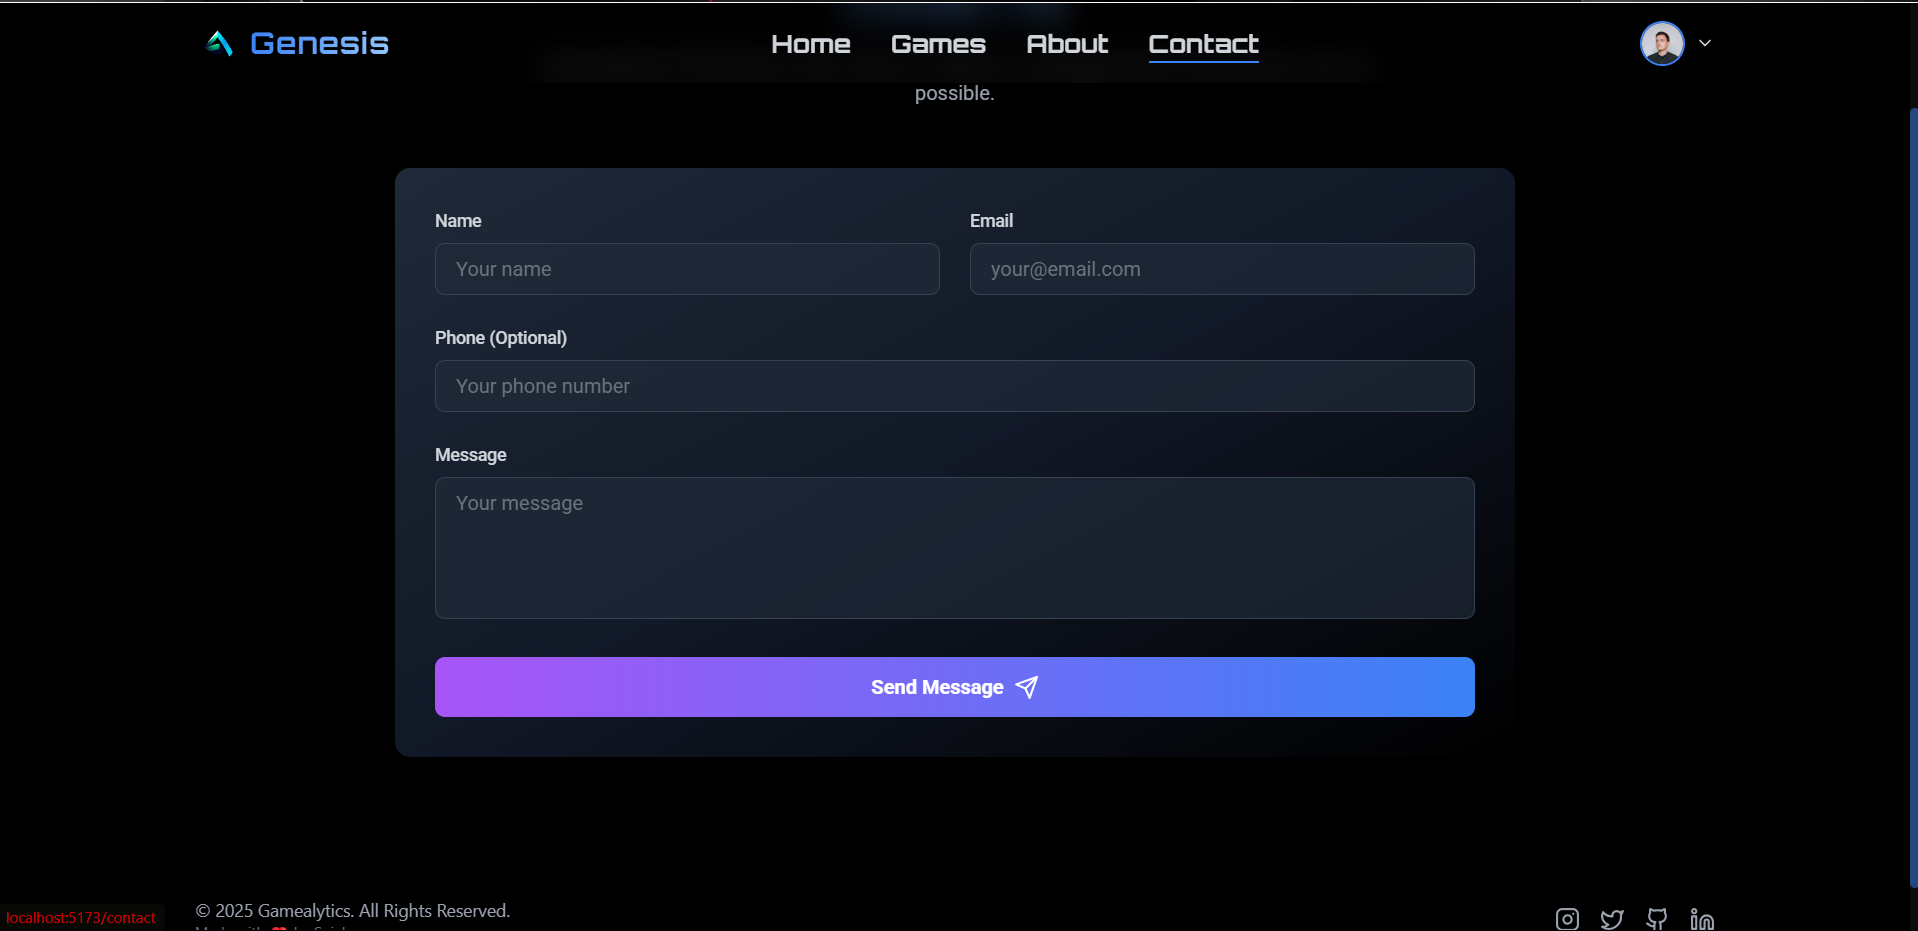 Genesis
Home Games About Contact
possible.
Name
Email
Your name
your@email.com
Phone (Optional)
Your phone number
Message
Your message
Send Message
© 2025 Gamealytics. All Rights Reserved.
localhost:5173/contact